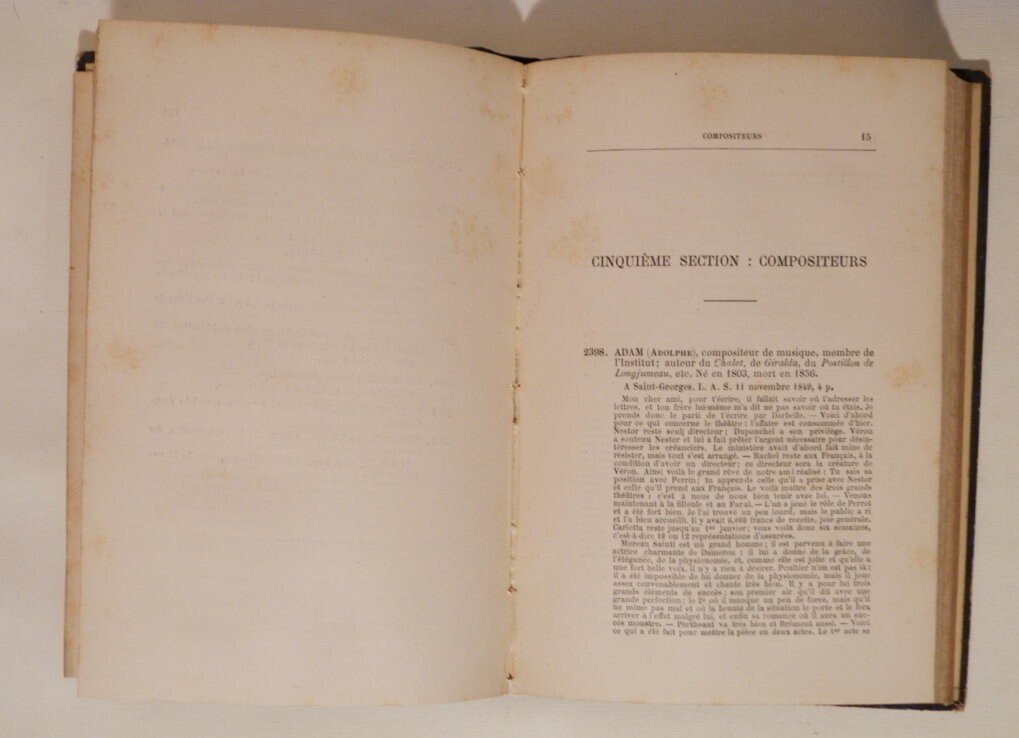 COMPOSITEURS 15
CINQUIÈME SECTION : COMPOSITEURS
2398. ADAM (ADOLPHE), compositeur de musique, membre de
l'Institut; auteur du Chalet, de Giralda, du Postillon de
Longjumeau, etc. Né en 1803, mort en 1856.
A Saint-Georges. L. A. S. 11 novembre 1849, 4 p.
Mon cher ami, pour t'écrire, il fallait savoir où t'adresser les
lettres, et ton frère lui-même m'a dit ne pas savoir où tu étais. Je
prends donc le parti de t'écrire par Darbelle. — Voici d'abord
pour ce qui concerne le théâtre : l'affaire est consommée d'hier.
Nestor reste seul directeur; Duponchel a son privilège. Véron
a soutenu Nestor et lui a fait prêter l'argent nécessaire pour désin-
téresser les créanciers. Le ministère avait d'abord fait mine de
résister, mais tout s'est arrangé. — Rachel reste aux Français, à la
condition d'avoir un directeur; ce directeur sera la créature de
Véron. Ainsi voilà le grand rêve de notre ami réalisé : Tu sais sa
position avec Perrin; tu apprends celle qu'il a prise avec Nestor
et celle qu'il prend aux Français. Le voilà maître des trois grands
théâtres : c'est à nous de nous bien tenir avec lui. — Venons
maintenant à la filleule et au Fanal. — L'un a joué le rôle de Perrot
et a été fort bien. Je l'ai trouvé un peu lourd, mais le public a ri
et l'a bien accueilli. Il y avait 6,000 francs de recette, joie générale.
Carlotta reste jusqu'au 1er janvier; vous voilà donc six semaines,
c'est-à-dire 10 ou 12 représentations d'assurées.
Moreau Sainti est un grand homme; il est parvenu à faire une
actrice charmante de Dameron : il lui a donné de la grâce, de
l'élégance, de la physionomie, et, comme elle est jolie et qu'elle a
une fort belle voix, il n'y a rien à désirer. Poultier n'en est pas là :
il a été impossible de lui donner de la physionomie, mais il joue
assez convenablement et chante très bien. Il y a pour lui trois
grands éléments de succès : son premier air qu'il dit avec une
grande perfection; le 2e où il manque un peu de force, mais qu'il
ne mime pas mal et où la beauté de la situation le porte et le fera
arriver à l'effet malgré lui, et enfin sa romance où il aura un suc-
cès monstre. — Portheaut va très bien et Brémont aussi. — Voici
ce qui a été fait pour mettre la pièce en deux actes. Le 1er acte se